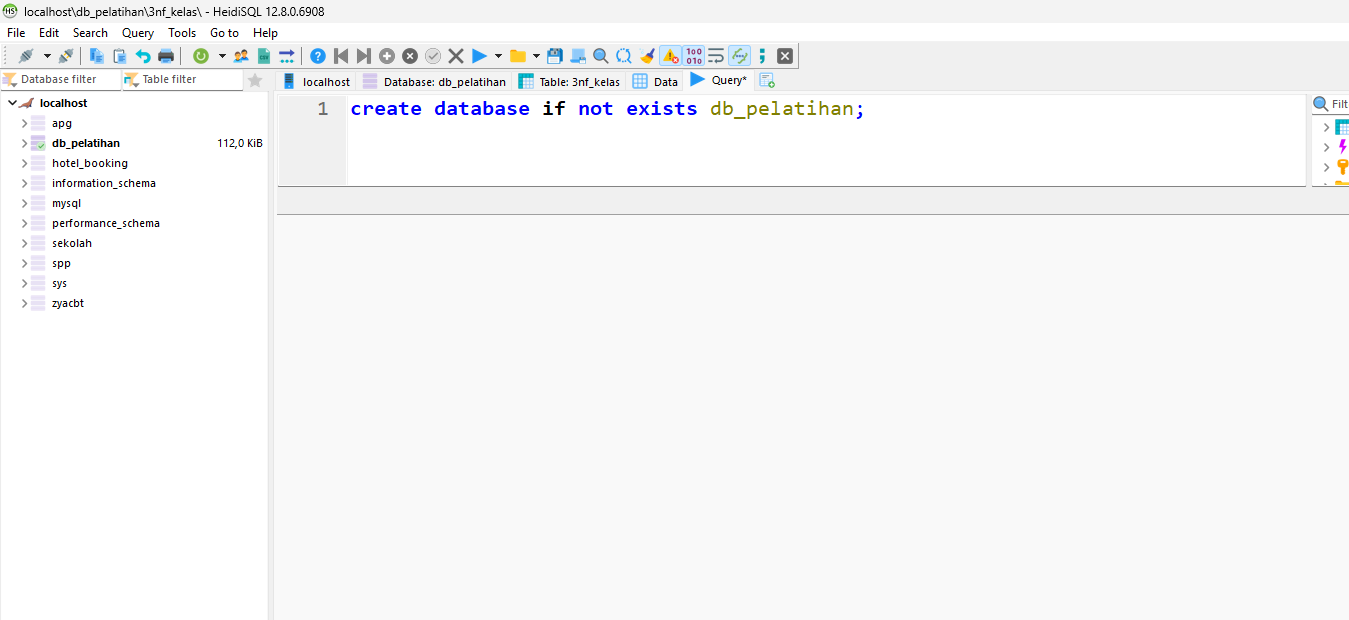 localhost\db_pelatihan\3nf_kelas\ - HeidiSQL 12.8.0.6908
File Edit Search Query Tools Go to Help
Database filter Table filter
localhost Database: db_pelatihan Table: 3nf_kelas Data Query*
localhost
apg
db_pelatihan 112,0 KiB
hotel_booking
information_schema
mysql
performance_schema
sekolah
spp
sys
zyacbt
1 create database if not exists db_pelatihan;
Filt